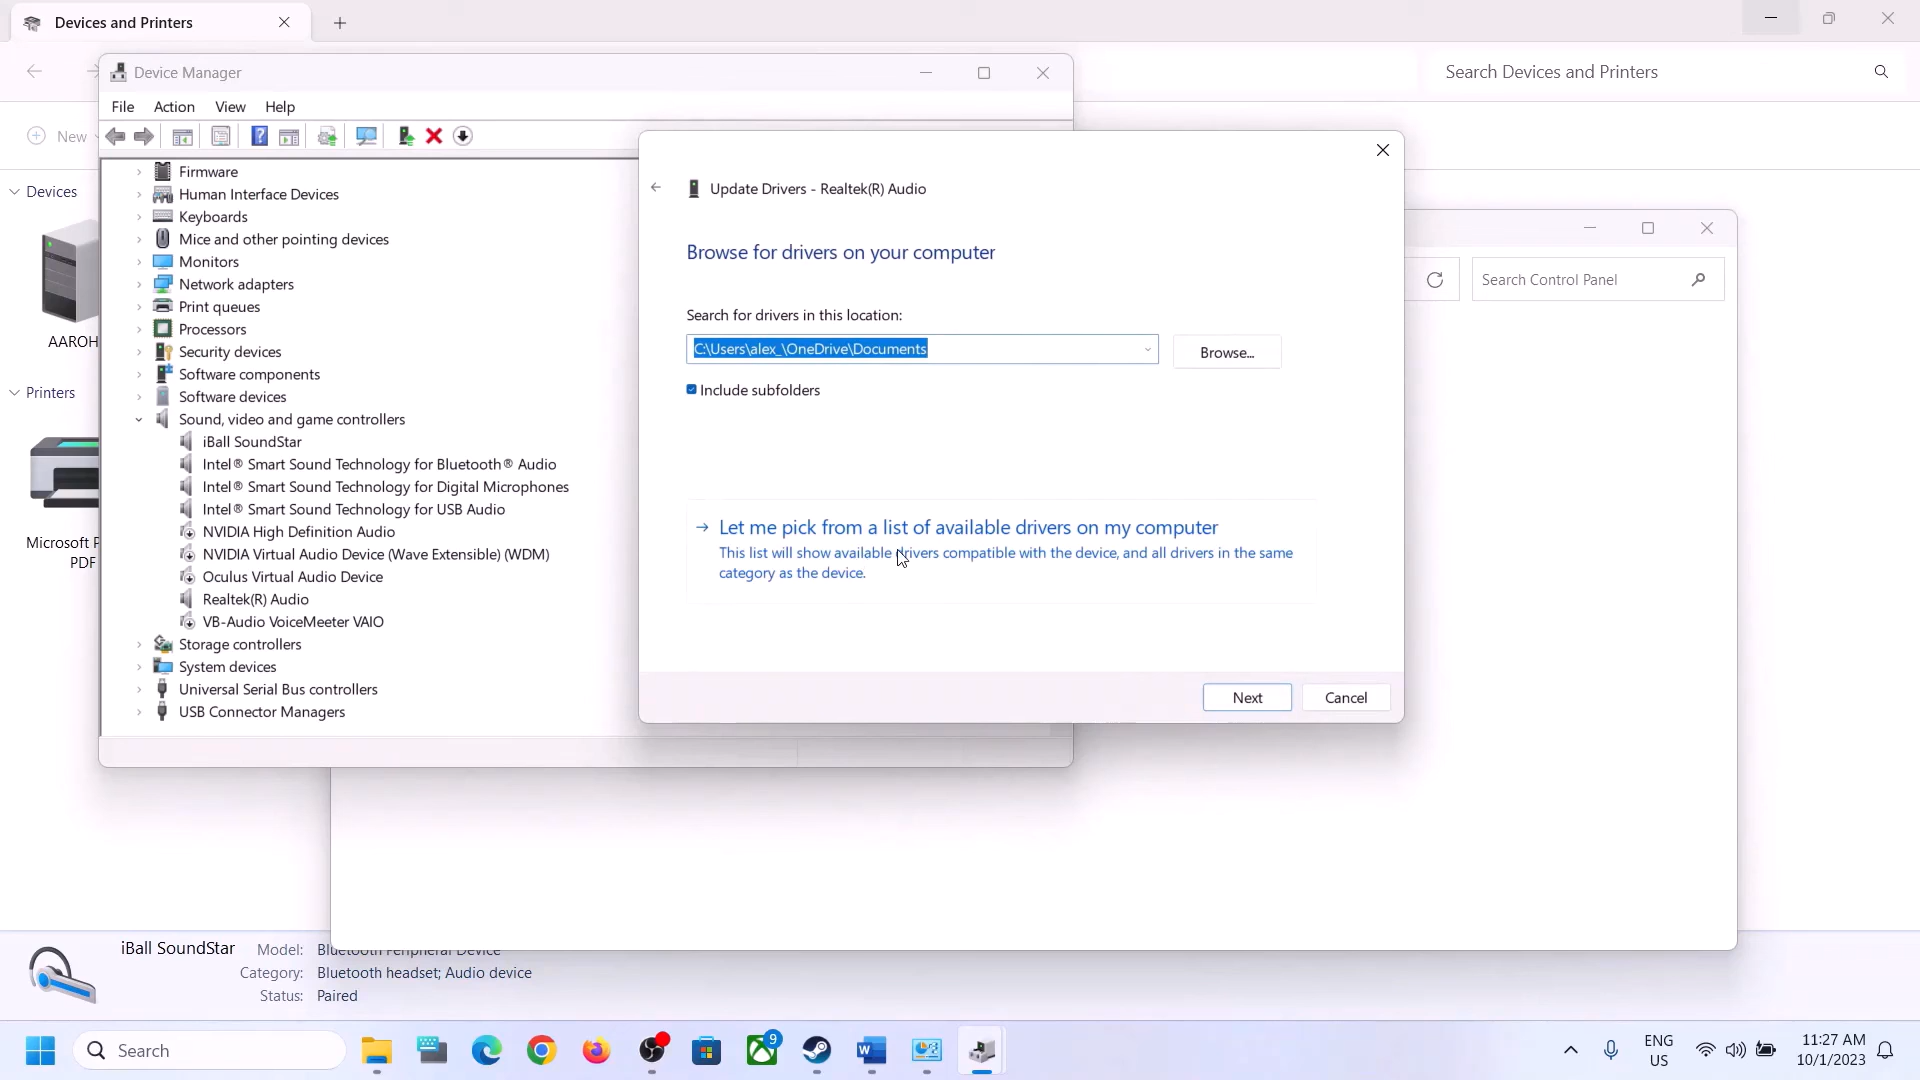 Devices and Printers
Search Devices and Printers
Device Manager
File Action View Help
New
Devices
AAROH
Printers
Microsoft P
PDF
Firmware
Human Interface Devices
Keyboards
Mice and other pointing devices
Monitors
Network adapters
Print queues
Processors
Security devices
Software components
Software devices
Sound, video and game controllers
iBall SoundStar
Intel® Smart Sound Technology for Bluetooth® Audio
Intel® Smart Sound Technology for Digital Microphones
Intel® Smart Sound Technology for USB Audio
NVIDIA High Definition Audio
NVIDIA Virtual Audio Device (Wave Extensible) (WDM)
Oculus Virtual Audio Device
Realtek(R) Audio
VB-Audio VoiceMeeter VAIO
Storage controllers
System devices
Universal Serial Bus controllers
USB Connector Managers
Update Drivers - Realtek(R) Audio
Browse for drivers on your computer
Search for drivers in this location:
C:\Users\alex_\OneDrive\Documents
Browse...
Include subfolders
Let me pick from a list of available drivers on my computer
This list will show available drivers compatible with the device, and all drivers in the same
category as the device.
Next
Cancel
Search Control Panel
iBall SoundStar
Model: Bluetooth Peripheral Device
Category: Bluetooth headset; Audio device
Status: Paired
Search
9
ENG
US
11:27 AM
10/1/2023